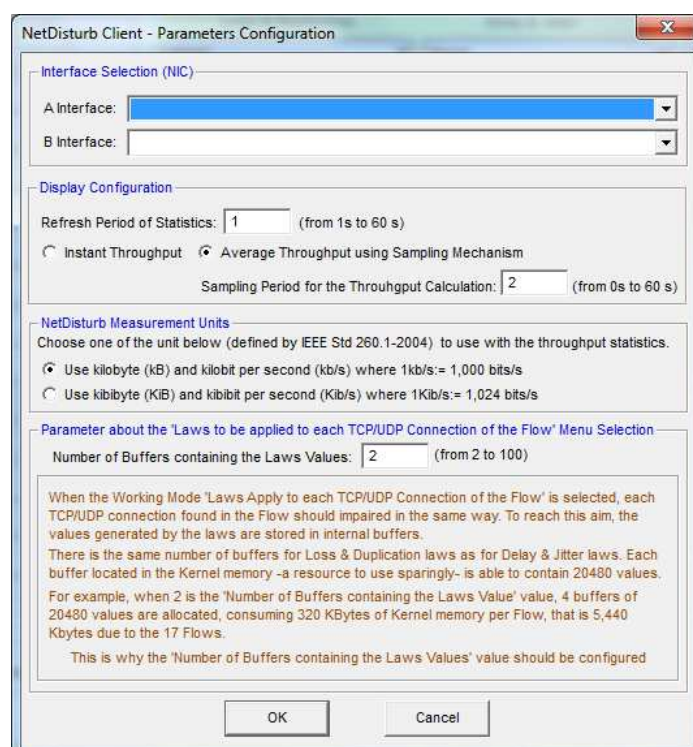 NetDisturb Client - Parameters Configuration
Interface Selection (NIC)
A Interface:
B Interface:
Display Configuration
Refresh Period of Statistics: 1 (from 1s to 60 s)
Instant Throughput Average Throughput using Sampling Mechanism
Sampling Period for the Throuhgput Calculation: 2 (from 0s to 60 s)
NetDisturb Measurement Units
Choose one of the unit below (defined by IEEE Std 260.1-2004) to use with the throughput statistics.
Use kilobyte (kB) and kilobit per second (kb/s) where 1kb/s:= 1,000 bits/s
Use kibibyte (KiB) and kibibit per second (Kib/s) where 1Kib/s:= 1,024 bits/s
Parameter about the 'Laws to be applied to each TCP/UDP Connection of the Flow' Menu Selection
Number of Buffers containing the Laws Values: 2 (from 2 to 100)
When the Working Mode 'Laws Apply to each TCP/UDP Connection of the Flow' is selected, each
TCP/UDP connection found in the Flow should impaired in the same way. To reach this aim, the
values generated by the laws are stored in internal buffers.
There is the same number of buffers for Loss & Duplication laws as for Delay & Jitter laws. Each
buffer located in the Kernel memory -a resource to use sparingly- is able to contain 20480 values.
For example, when 2 is the 'Number of Buffers containing the Laws Value' value, 4 buffers of
20480 values are allocated, consuming 320 KBytes of Kernel memory per Flow, that is 5,440
Kbytes due to the 17 Flows.
This is why the 'Number of Buffers containing the Laws Values' value should be configured
OK Cancel